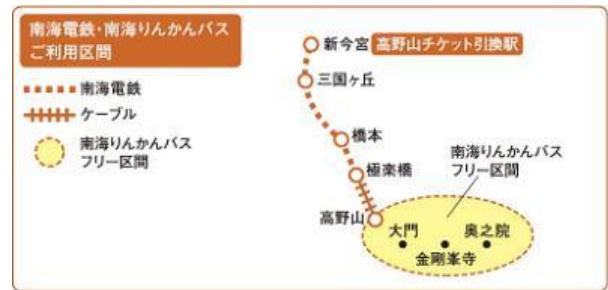 南海電鉄・南海りんかんバス
ご利用区間
南海電鉄
ケーブル
南海りんかんバス
フリー区間
新今宮 高野山チケット引換駅
三国ヶ丘
橋本
極楽橋
高野山
南海りんかんバス
フリー区間
大門
奥之院
金剛峯寺